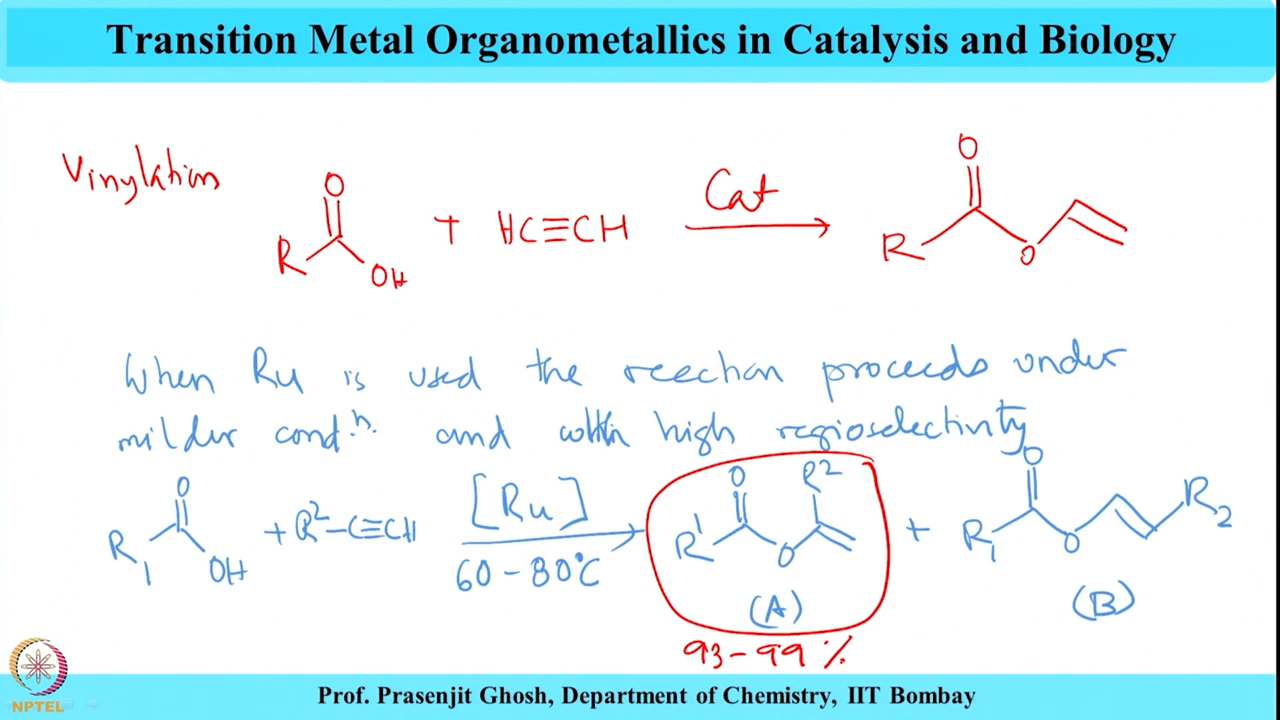 Transition Metal Organometallics in Catalysis and Biology
Vinylation
R O OH + HC≡CH Cat → R O O
When Ru is used the reechan proceeds under
milder cond.n. and with high regioselectivity
R1 O OH + R2-C≡CH [Ru] 60-80°C → R1 O O R2 + R1 O O R2
(A) (B)
93-99%
NPTEL
Prof. Prasenjit Ghosh, Department of Chemistry, IIT Bombay